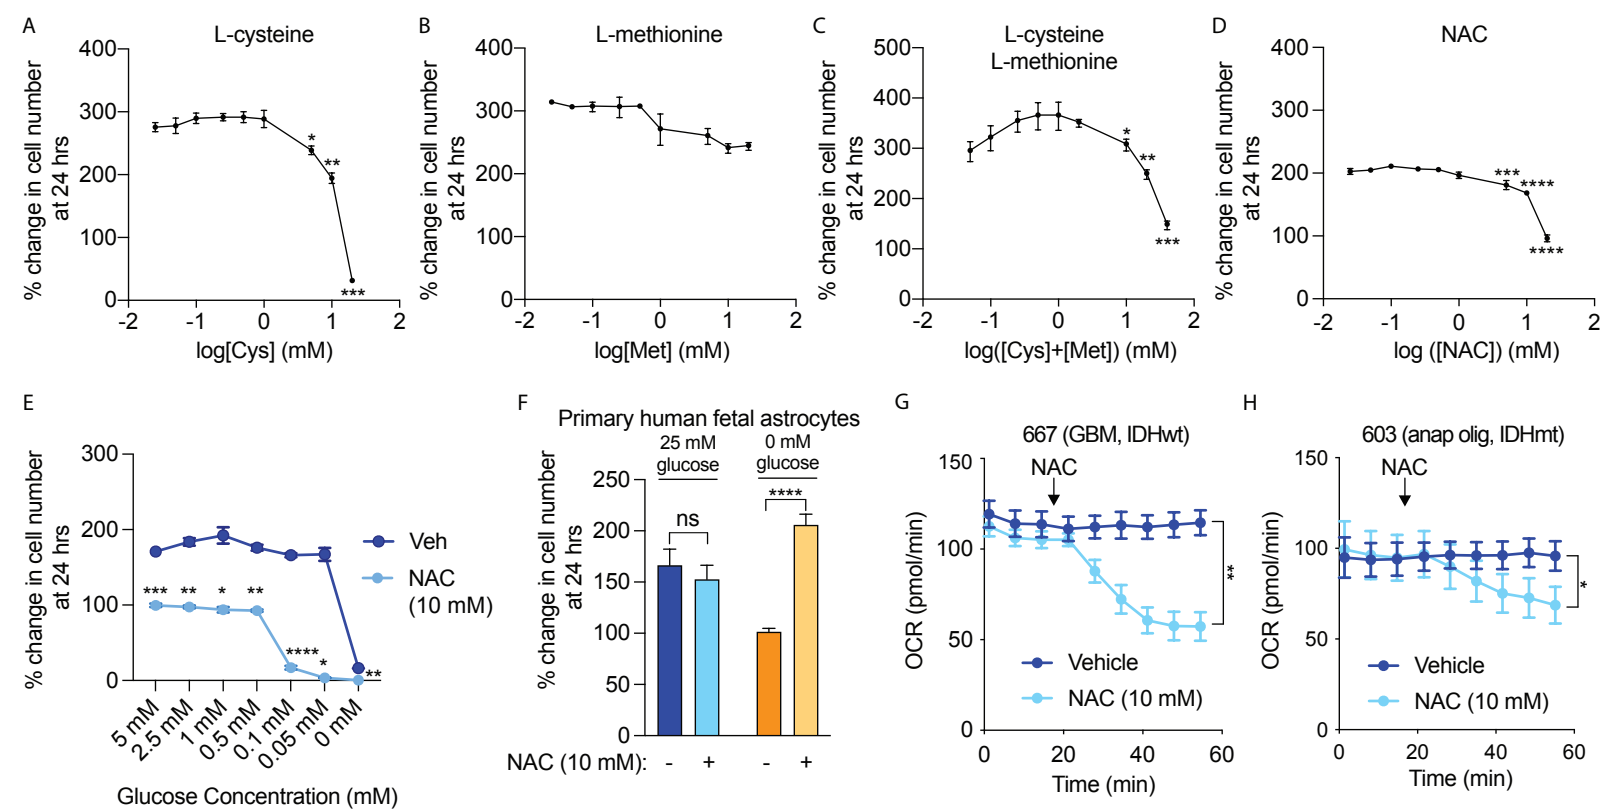 A
L-cysteine
% change in cell number
at 24 hrs
400
300
200
100
0
*
**
***
-2
-1
0
1
2
log[Cys] (mM)
B
L-methionine
% change in cell number
at 24 hrs
400
300
200
100
0
-2
-1
0
1
2
log[Met] (mM)
C
L-cysteine
L-methionine
% change in cell number
at 24 hrs
500
400
300
200
100
0
*
**
***
-2
-1
0
1
2
log([Cys]+[Met]) (mM)
D
NAC
% change in cell number
at 24 hrs
400
300
200
100
0
***
****
****
-2
-1
0
1
2
log ([NAC]) (mM)
E
% change in cell number
at 24 hrs
300
200
100
0
***
**
*
**
****
*
**
Veh
NAC
(10 mM)
5 mM
2.5 mM
1 mM
0.5 mM
0.1 mM
0.05 mM
0 mM
Glucose Concentration (mM)
F
Primary human fetal astrocytes
25 mM
glucose
0 mM
glucose
% change in cell number
at 24 hrs
250
200
150
100
50
0
ns
****
NAC (10 mM):
-
+
-
+
G
667 (GBM, IDHwt)
NAC
OCR (pmol/min)
150
100
50
0
**
Vehicle
NAC (10 mM)
0
20
40
60
Time (min)
H
603 (anap olig, IDHmt)
NAC
OCR (pmol/min)
150
100
50
0
*
Vehicle
NAC (10 mM)
0
20
40
60
Time (min)